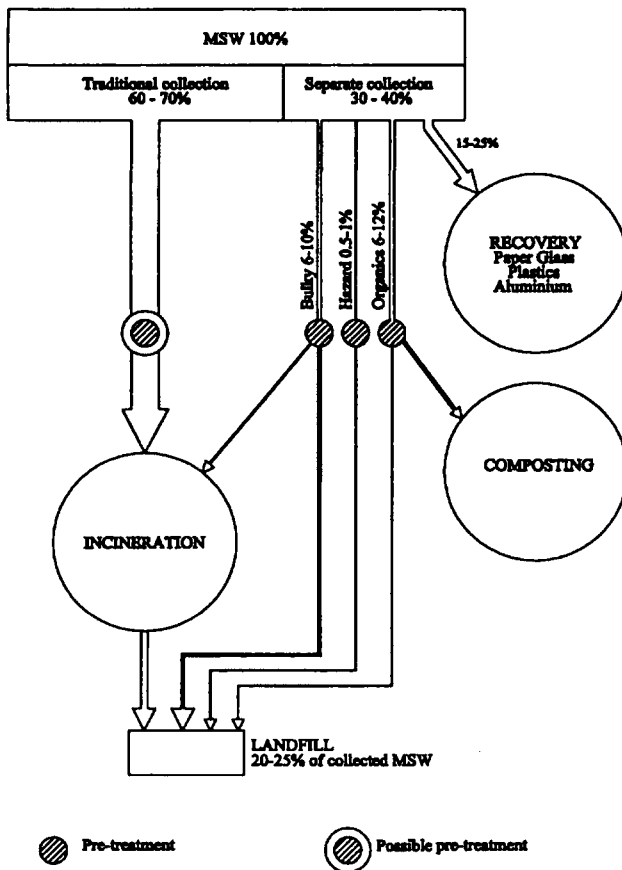 MSW 100%
Traditional collection
60 - 70%
Separate collection
30 - 40%
15-25%
Bulky 6-10%
Hazard 0.5-1%
Organics 6-12%
RECOVERY
Paper Glass
Plastics
Aluminium
COMPOSTING
INCINERATION
LANDFILL
20-25% of collected MSW
Pre-treatment
Possible pre-treatment